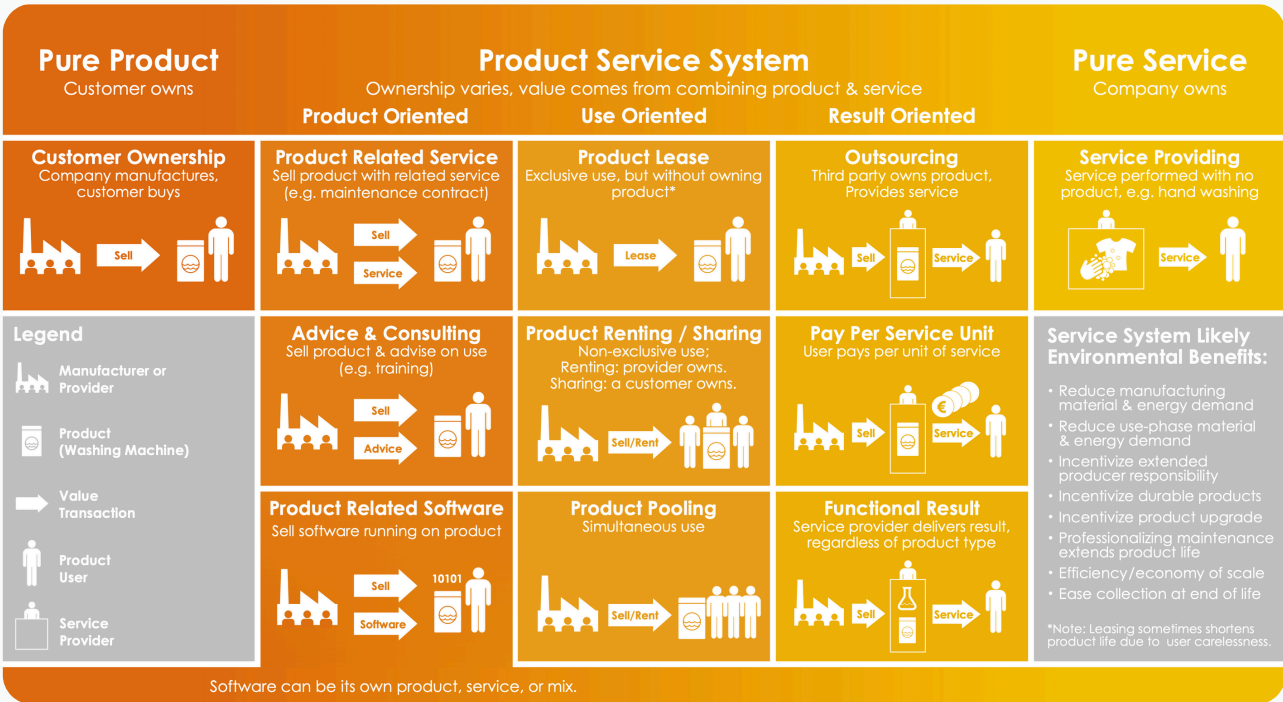 Pure Product
Customer owns
Product Service System
Ownership varies, value comes from combining product & service
Product Oriented
Use Oriented
Result Oriented
Pure Service
Company owns
Customer Ownership
Company manufactures,
customer buys
Sell
Product Related Service
Sell product with related service
(e.g. maintenance contract)
Sell
Service
Product Lease
Exclusive use, but without owning
product*
Lease
Outsourcing
Third party owns product,
Provides service
Sell
Service
Service Providing
Service performed with no
product, e.g. hand washing
Service
Legend
Manufacturer or
Provider
Product
(Washing Machine)
Value
Transaction
Product
User
Service
Provider
Advice & Consulting
Sell product & advise on use
(e.g. training)
Sell
Advice
Product Renting / Sharing
Non-exclusive use;
Renting: provider owns.
Sharing: a customer owns.
Sell/Rent
Pay Per Service Unit
User pays per unit of service
€
Sell
Service
Product Related Software
Sell software running on product
10101
Sell
Software
Product Pooling
Simultaneous use
Sell/Rent
Functional Result
Service provider delivers result,
regardless of product type
Sell
Service
Service System Likely
Environmental Benefits:
• Reduce manufacturing
material & energy demand
• Reduce use-phase material
& energy demand
• Incentivize extended
producer responsibility
• Incentivize durable products
• Incentivize product upgrade
• Professionalizing maintenance
extends product life
• Efficiency/economy of scale
• Ease collection at end of life
*Note: Leasing sometimes shortens
product life due to user carelessness.
Software can be its own product, service, or mix.